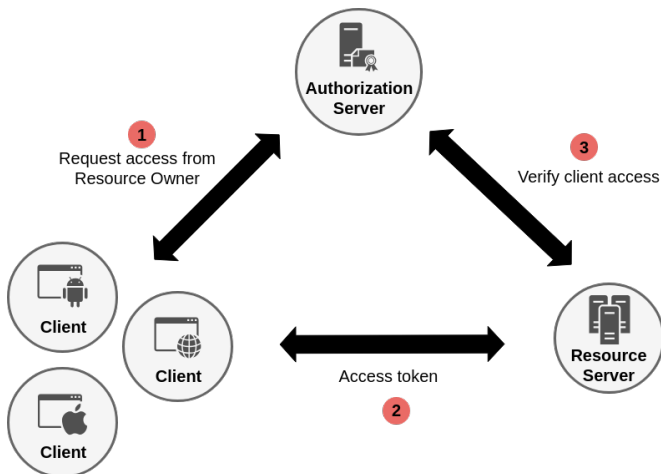 Authorization
Server
1
Request access from
Resource Owner
3
Verify client access
Client
Client
Client
Access token
2
Resource
Server